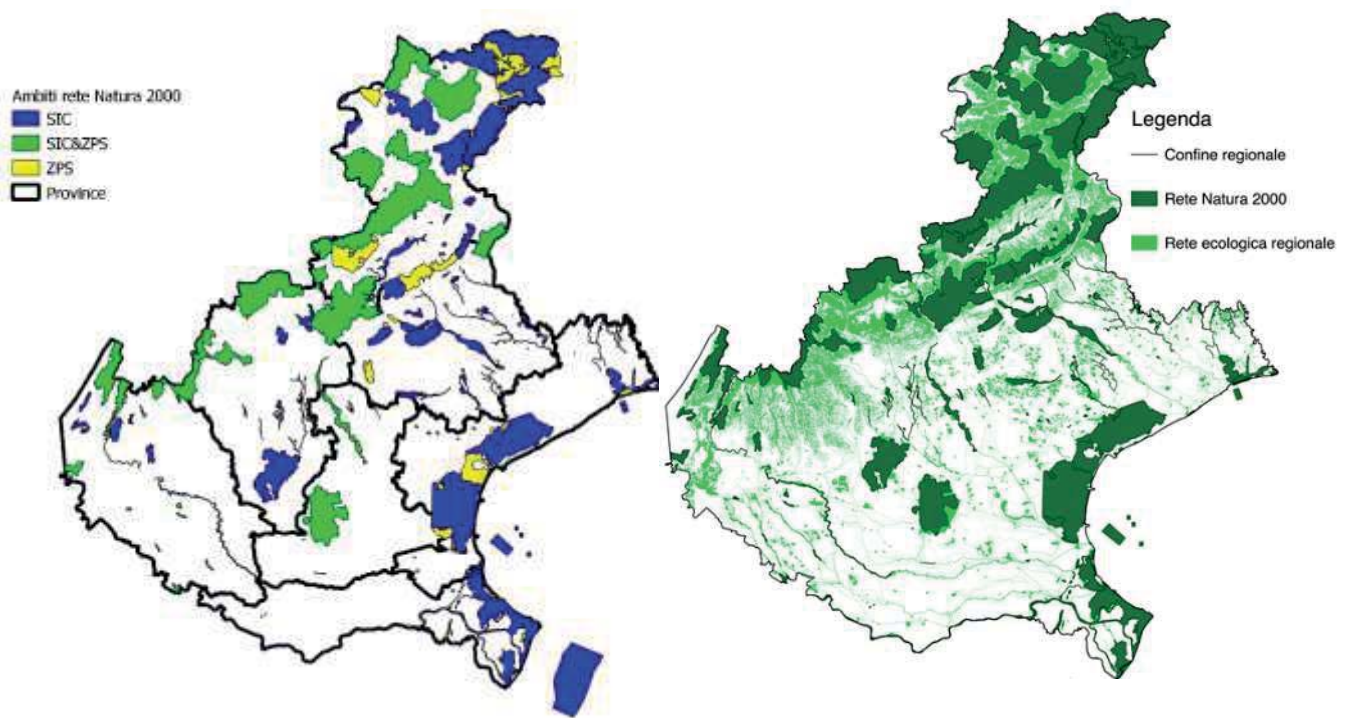 Ambiti rete Natura 2000
SIC
SIC&ZPS
ZPS
Province
Legenda
Confine regionale
Rete Natura 2000
Rete ecologica regionale